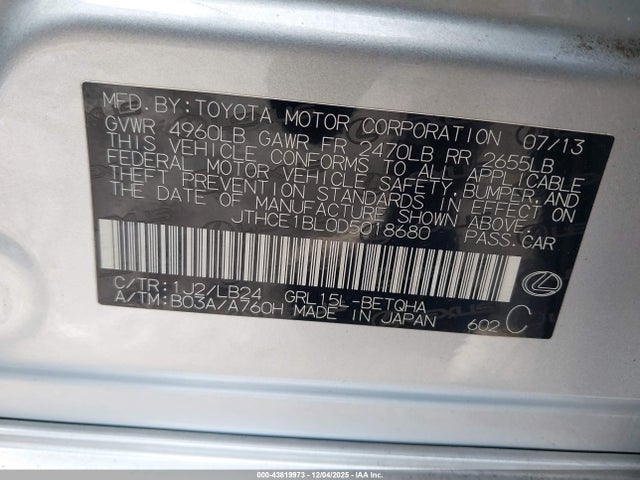 MFD.BY:TOYOTA MOTOR CORPORATION 07/13
GVWR 4960LB GAWR FR 2470LB RR 2655LB
THIS VEHICLE CONFORMS TO ALL APPLICABLE
FEDERAL MOTOR VEHICLE SAFETY,BUMPER,AND
THEFT PREVENTION STANDARDS IN EFFECT ON
THE DATE OF MANUFACTURE SHOWN ABOVE.
JTHCE1BL0D5018680 PASS.CAR
C/TR:1J2/LB24 GRL15L-BETQHA
A/TM:B03A/A760H MADE IN JAPAN 602 C
000-43819973 | 12/04/2025 - IAA Inc.